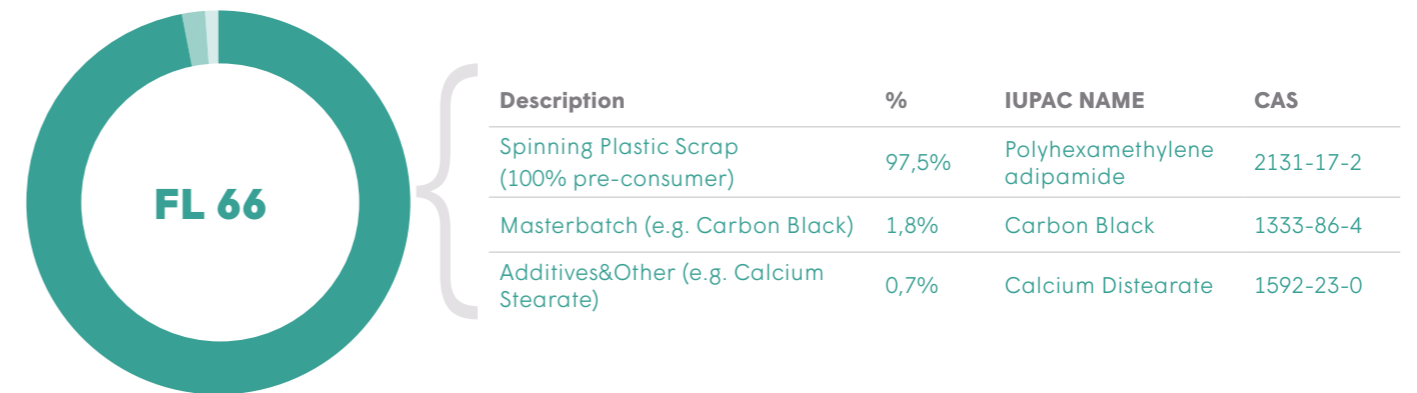 FL 66
Description % IUPAC NAME CAS
Spinning Plastic Scrap
(100% pre-consumer) 97,5% Polyhexamethylene
adipamide 2131-17-2
Masterbatch (e.g. Carbon Black) 1,8% Carbon Black 1333-86-4
Additives&Other (e.g. Calcium
Stearate) 0,7% Calcium Distearate 1592-23-0